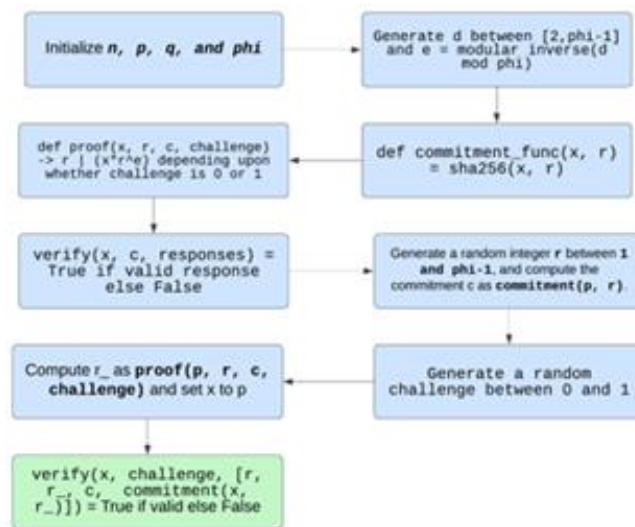 Initialize n, p, q, and phi
Generate d between [2,phi-1]
and e = modular inverse(d
mod phi)
def commitment_func(x, r)
= sha256(x, r)
def proof(x, r, c, challenge)
-> r | (x*r^e) depending upon
whether challenge is 0 or 1
verify(x, c, responses) =
True if valid response
else False
Generate a random integer r between 1
and phi-1, and compute the
commitment c as commitment(p, r).
Generate a random
challenge between 0 and 1
Compute r_ as proof(p, r, c,
challenge) and set x to p
verify(x, challenge, [r,
r_, c, commitment(x,
r_)]) = True if valid else False